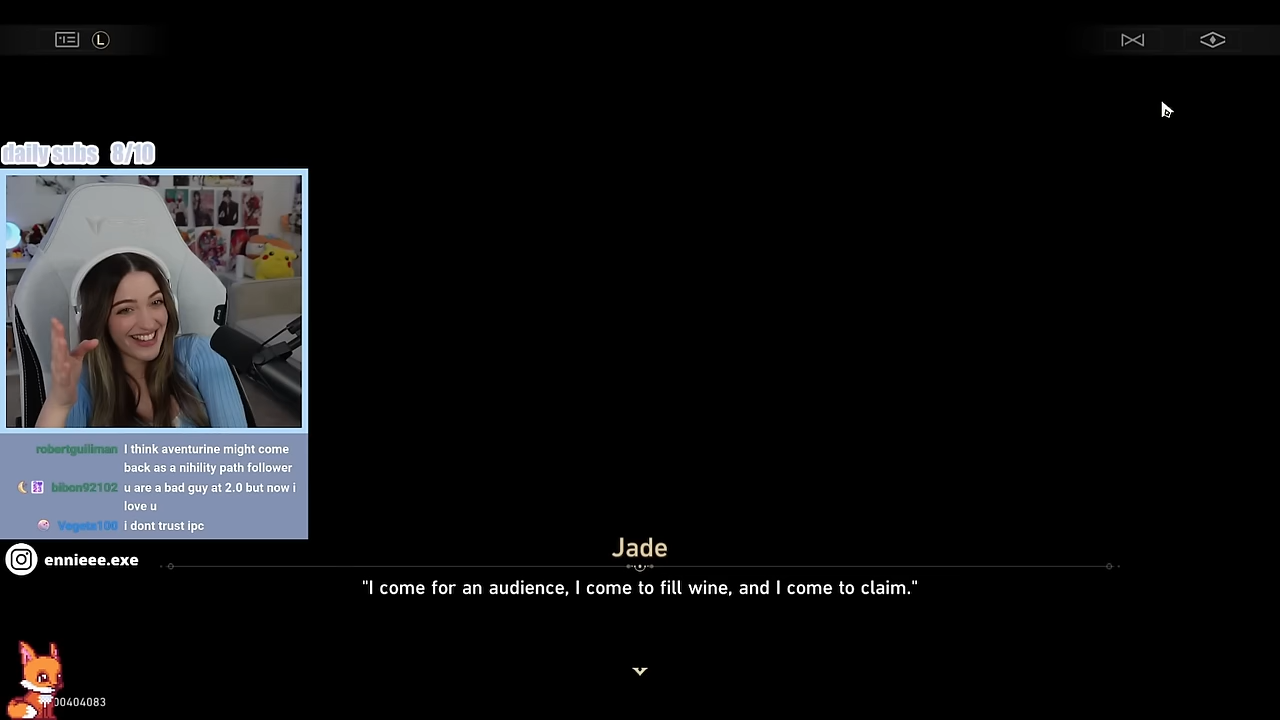 L
daily subs 8/10
robertguiliman I think aventurine might come
back as a nihility path follower
bibon92102 u are a bad guy at 2.0 but now i
love u
Vegetx100 i dont trust ipc
ennieee.exe
Jade
"I come for an audience, I come to fill wine, and I come to claim."
00404083